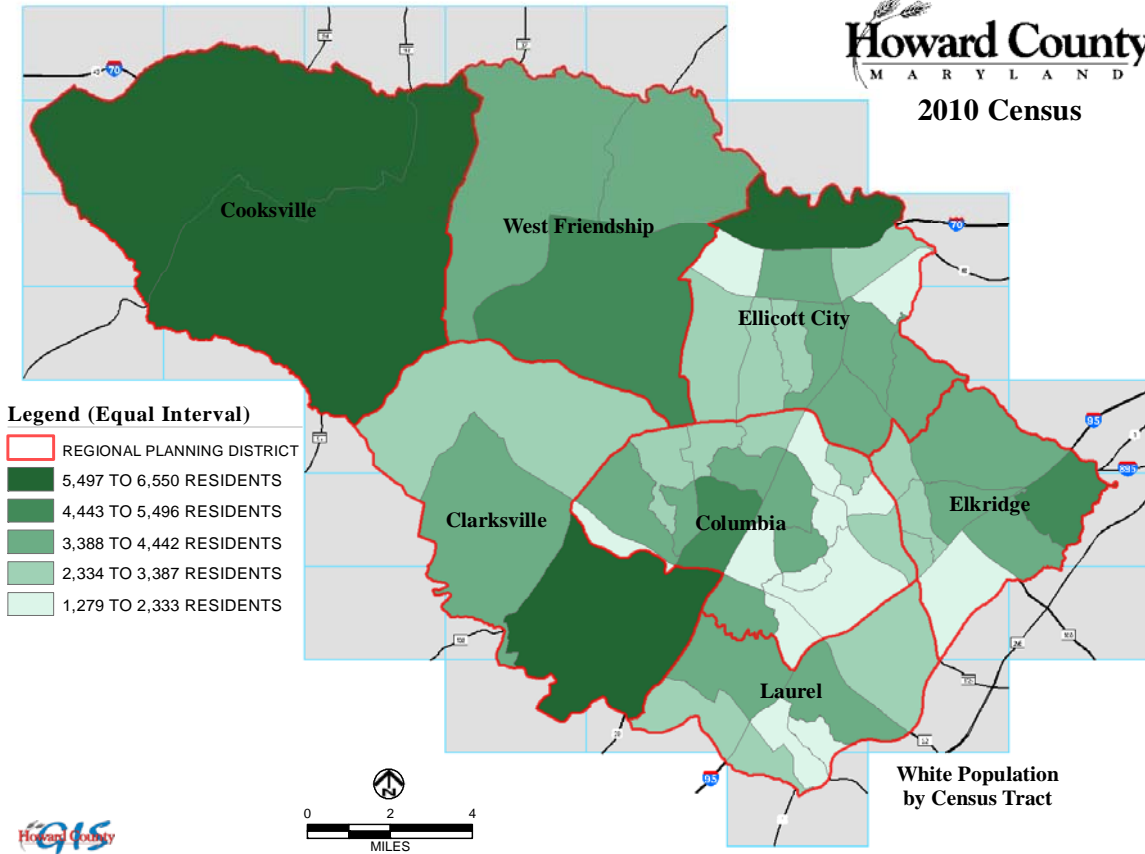 Howard County
MARYLAND
2010 Census
70
Cooksville
West Friendship
70
Ellicott City
Legend (Equal Interval)
REGIONAL PLANNING DISTRICT
5,497 TO 6,550 RESIDENTS
4,443 TO 5,496 RESIDENTS
3,388 TO 4,442 RESIDENTS
2,334 TO 3,387 RESIDENTS
1,279 TO 2,333 RESIDENTS
95
895
Clarksville
Columbia
Elkridge
Laurel
95
White Population
by Census Tract
N
0 2 4
MILES
Howard County
GIS